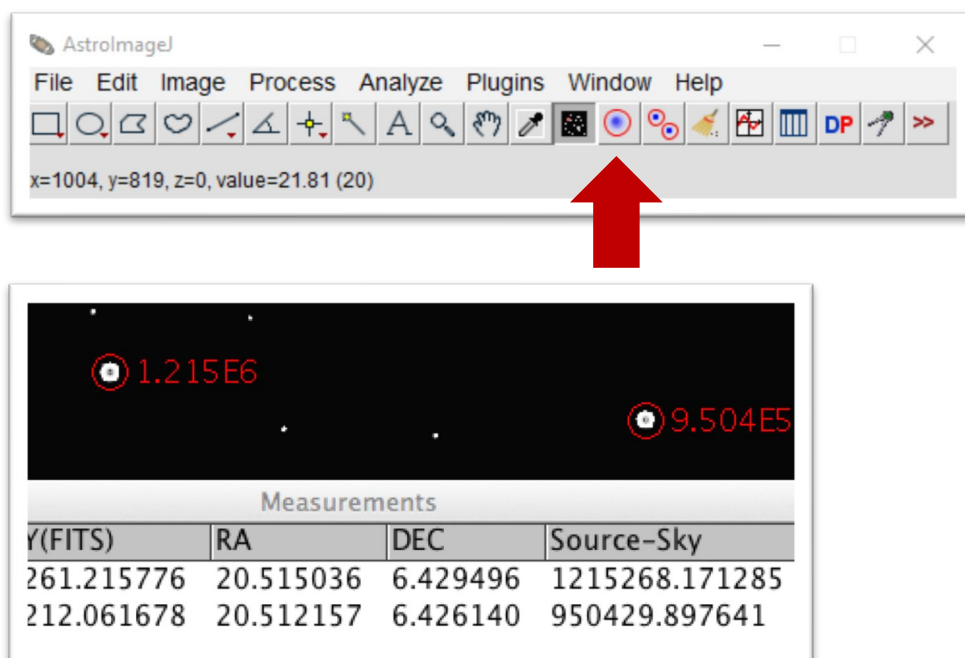 AstroImageJ
File Edit Image Process Analyze Plugins Window Help
A DP >>
x=1004, y=819, z=0, value=21.81 (20)
1.215E6
9.504E5
Measurements
Y(FITS) RA DEC Source-Sky
261.215776 20.515036 6.429496 1215268.171285
212.061678 20.512157 6.426140 950429.897641